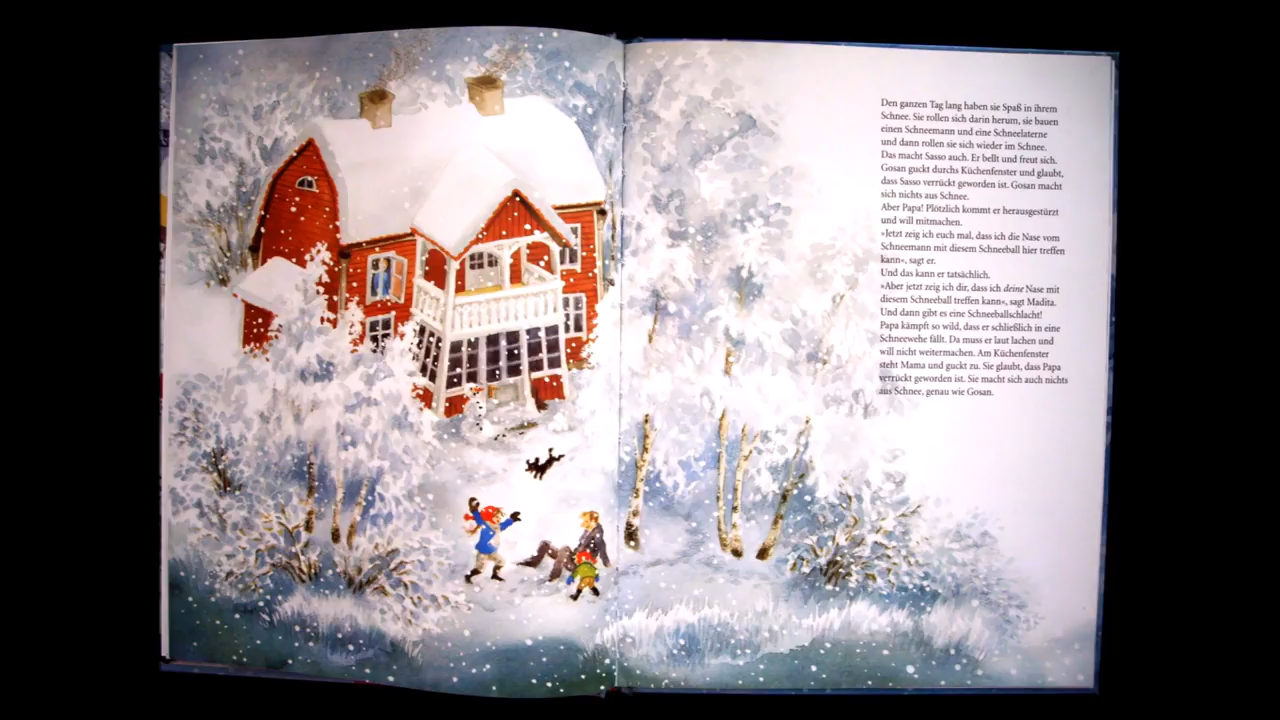 Den ganzen Tag lang haben sie Spaß in ihrem
Schnee. Sie rollen sich darin herum, sie bauen
einen Schneemann und eine Schneelaterne
und dann rollen sie sich wieder im Schnee.
Das macht Sasso auch. Er bellt und freut sich.
Gosan guckt durchs Küchenfenster und glaubt,
dass Sasso verrückt geworden ist. Gosan macht
sich nichts aus Schnee.
Aber Papa! Plötzlich kommt er herausgestürzt
und will mitmachen.
»Jetzt zeig ich euch mal, dass ich die Nase vom
Schneemann mit diesem Schneeball hier treffen
kann«, sagt er.
Und das kann er tatsächlich.
»Aber jetzt zeig ich dir, dass ich deine Nase mit
diesem Schneeball treffen kann«, sagt Madita.
Und dann gibt es eine Schneeballschlacht!
Papa kämpft so wild, dass er schließlich in eine
Schneewehe fällt. Da muss er laut lachen und
will nicht weitermachen. Am Küchenfenster
steht Mama und guckt zu. Sie glaubt, dass Papa
verrückt geworden ist. Sie macht sich auch nichts
aus Schnee, genau wie Gosan.